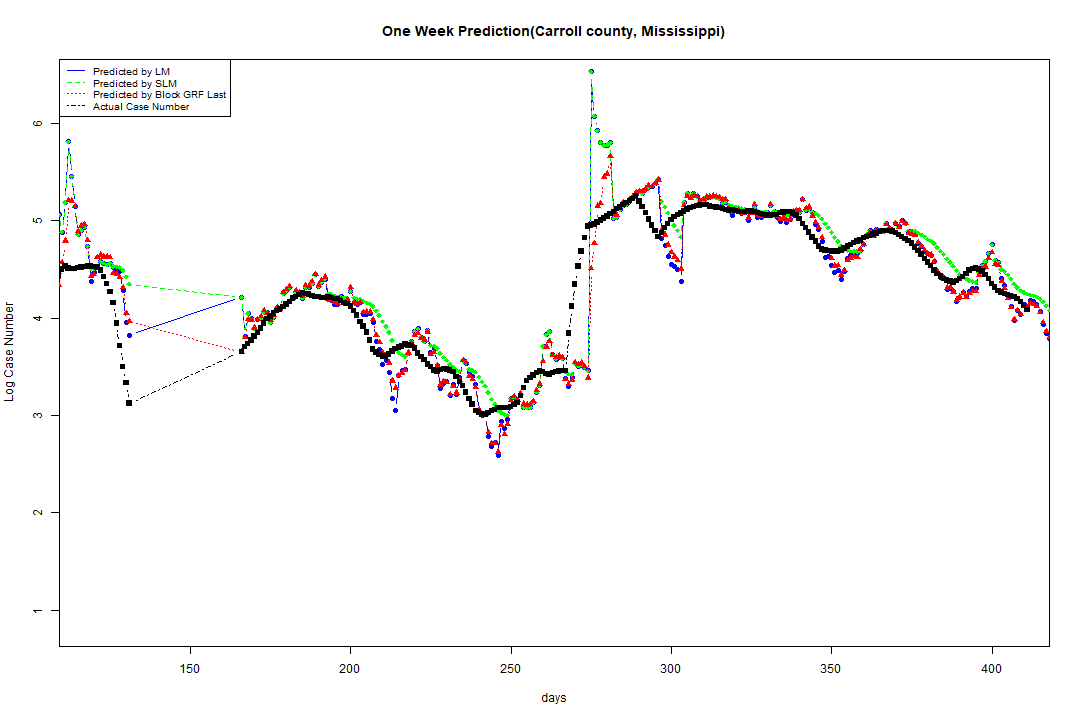 One Week Prediction(Carroll county, Mississippi)
Predicted by LM
Predicted by SLM
Predicted by Block GRF Last
Actual Case Number
6
5
4
3
2
1
Log Case Number
150 200 250 300 350 400
days